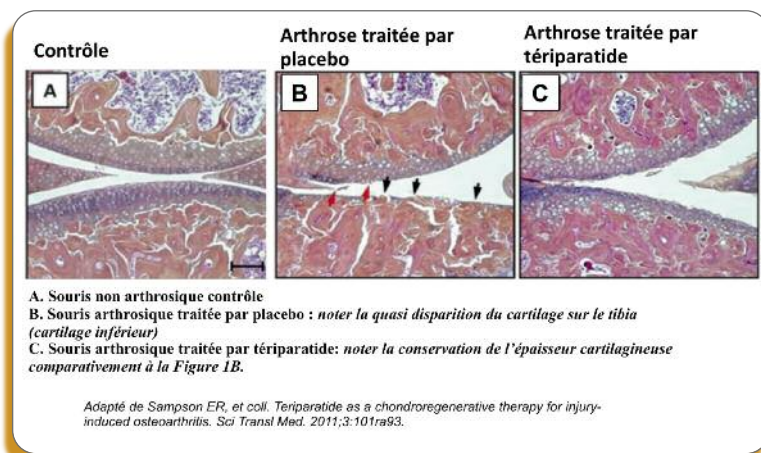 Contrôle
Arthrose traitée par
placebo
Arthrose traitée par
tériparatide
A
B
C
A. Souris non arthrosique contrôle
B. Souris arthrosique traitée par placebo : noter la quasi disparition du cartilage sur le tibia
(cartilage inférieur)
C. Souris arthrosique traitée par tériparatide: noter la conservation de l'épaisseur cartilagineuse
comparativement à la Figure 1B.
Adapté de Sampson ER, et coll. Teriparatide as a chondroregenerative therapy for injury-
induced osteoarthritis. Sci Transl Med. 2011;3:101ra93.